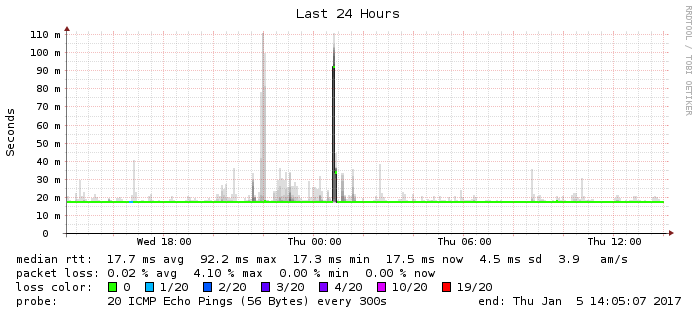 Last 24 Hours
RRDTOOL / TOBI OETIKER
Seconds
110 m
100 m
90 m
80 m
70 m
60 m
50 m
40 m
30 m
20 m
10 m
0
Wed 18:00 Thu 00:00 Thu 06:00 Thu 12:00
median rtt: 17.7 ms avg 92.2 ms max 17.3 ms min 17.5 ms now 4.5 ms sd 3.9 am/s
packet loss: 0.02 % avg 4.10 % max 0.00 % min 0.00 % now
loss color: 0 1/20 2/20 3/20 4/20 10/20 19/20
probe: 20 ICMP Echo Pings (56 Bytes) every 300s end: Thu Jan 5 14:05:07 2017